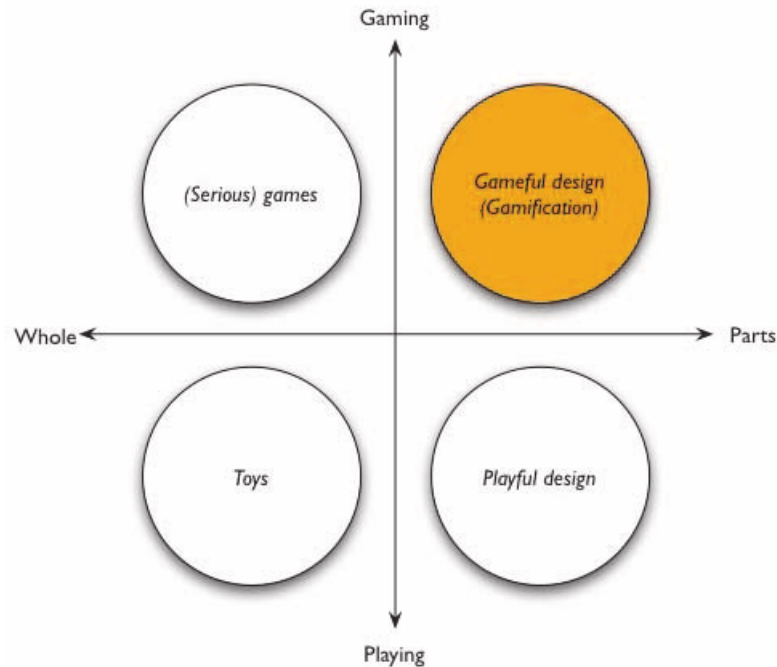 Gaming
(Serious) games
Gameful design
(Gamification)
Whole
Parts
Toys
Playful design
Playing